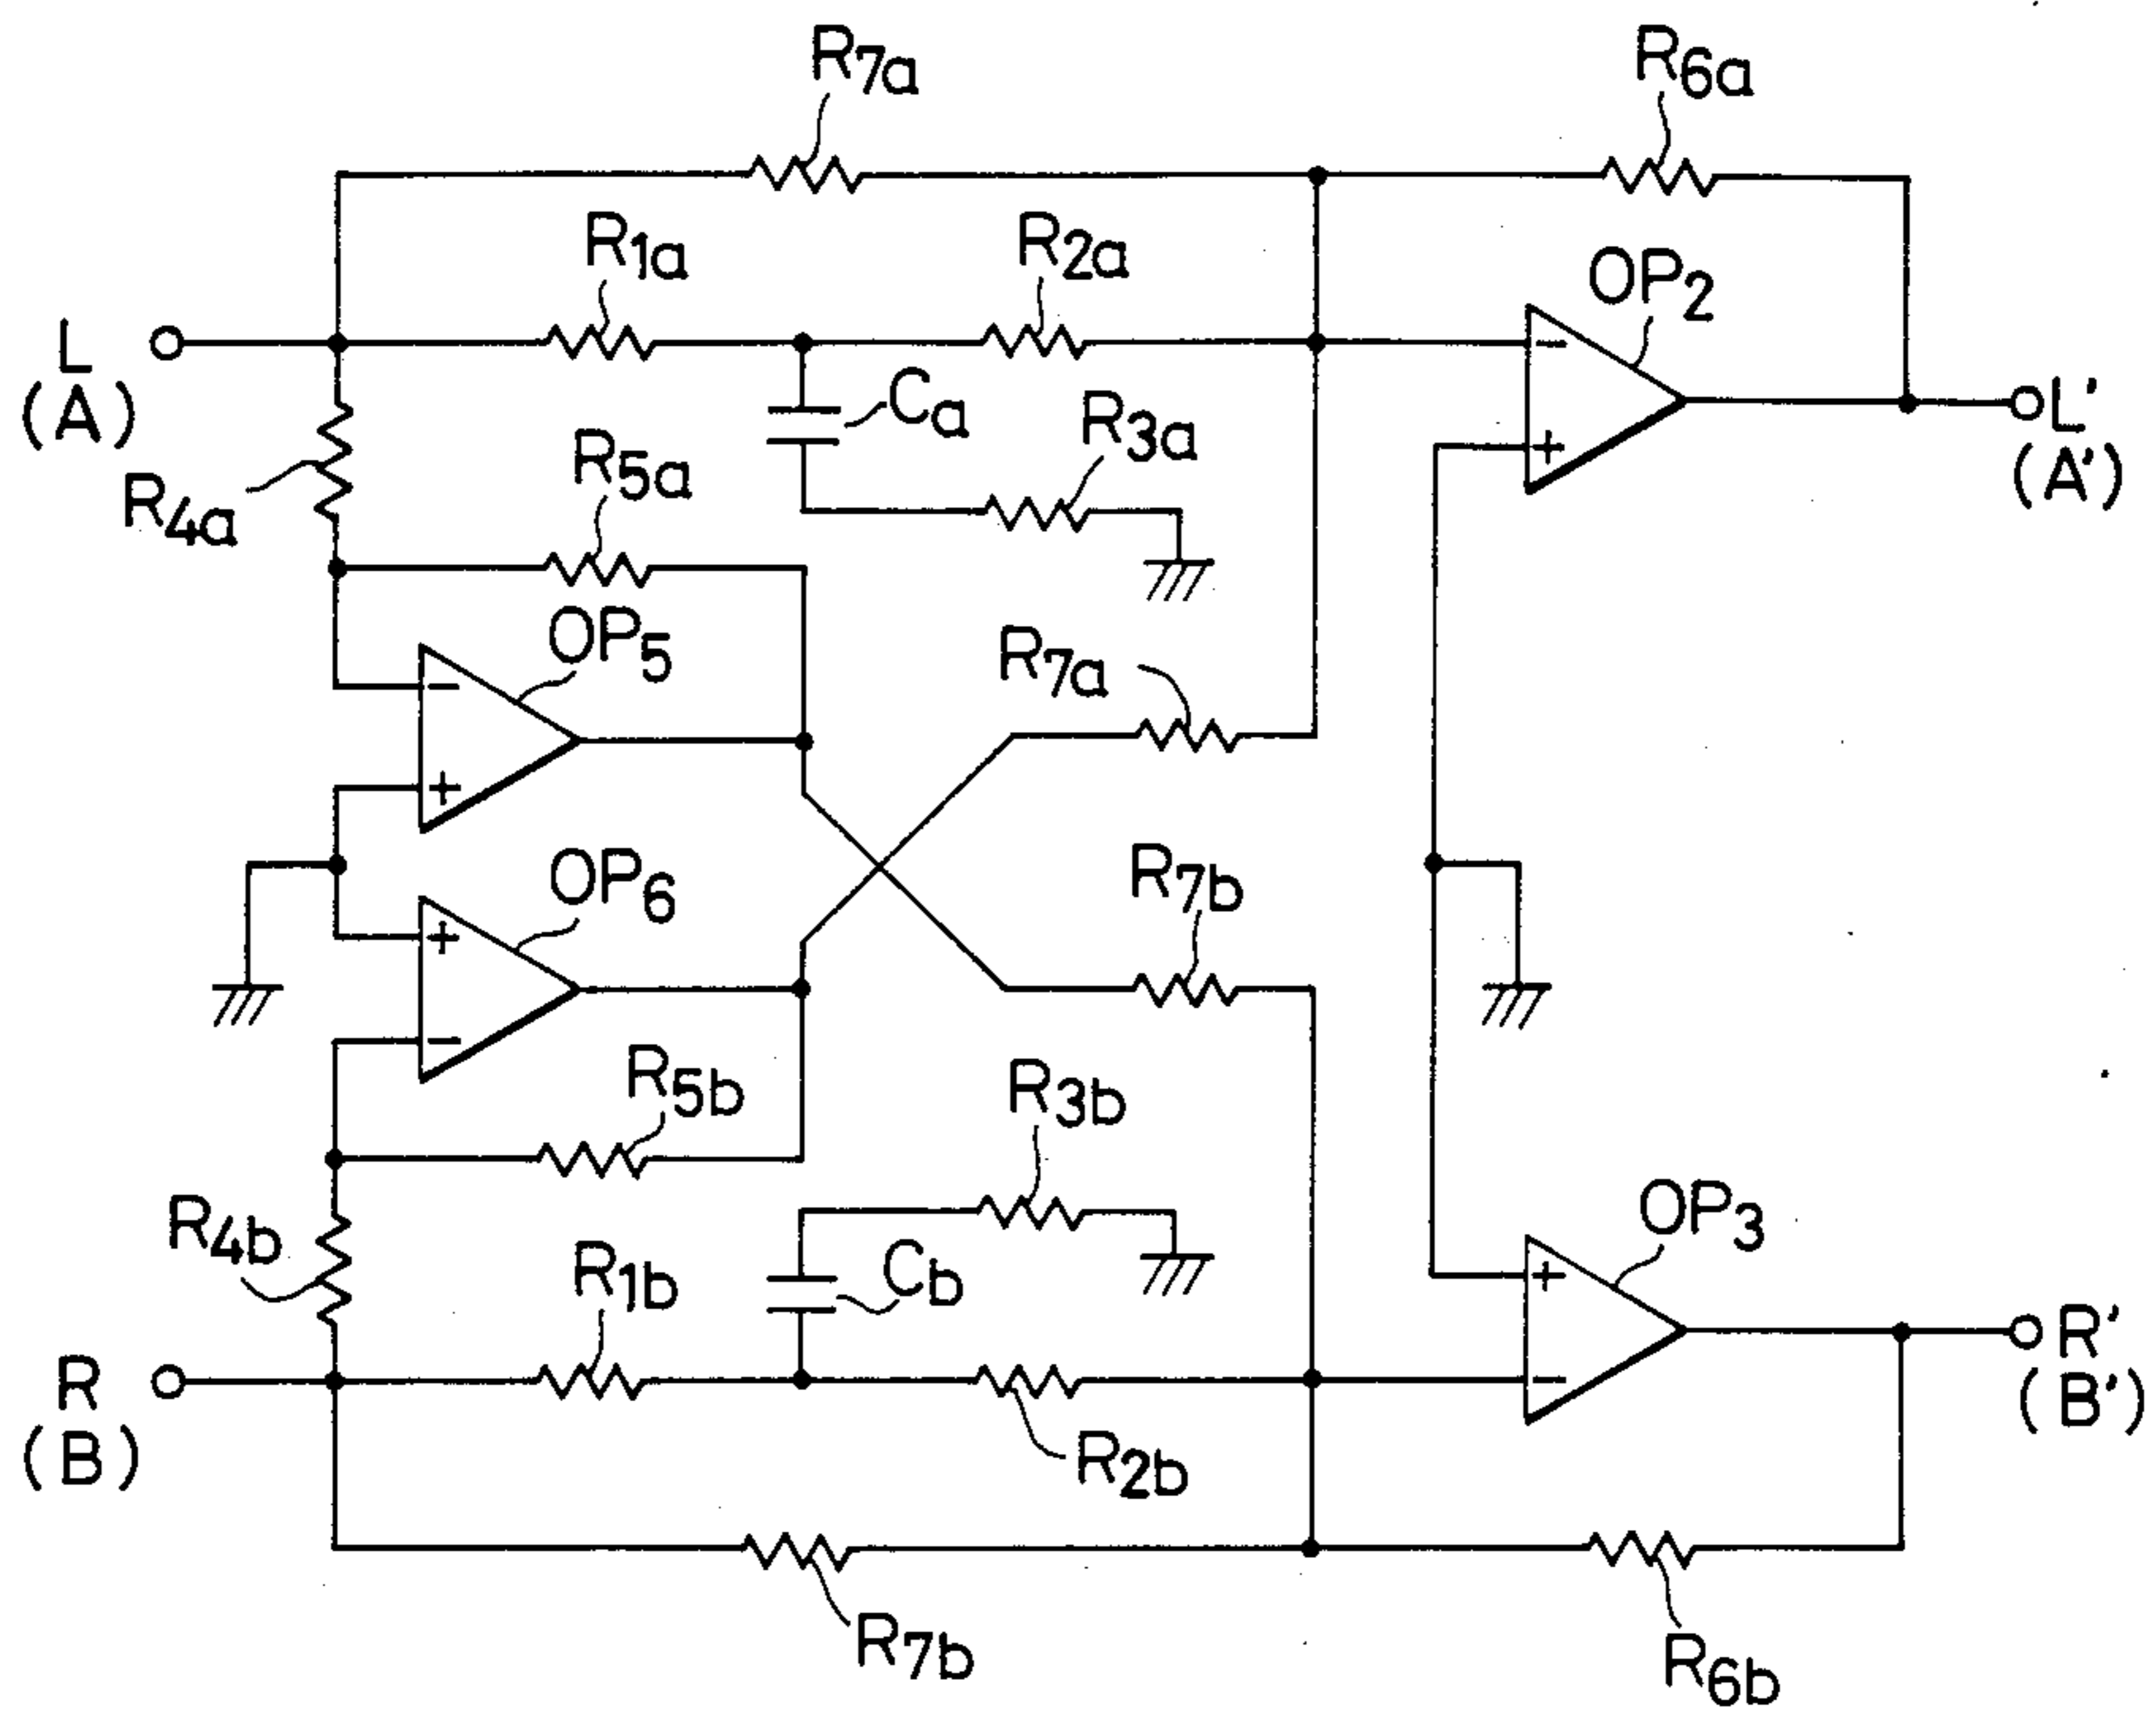 R7a
R6a
R1a
R2a
OP2
L
(A)
Ca
R3a
L'
(A')
R4a
R5a
-
+
OP5
R7a
-
+
OP6
R7b
+
-
R5b
R3b
R4b
R1b
Cb
OP3
+
-
R
(B)
R'
(B')
R2b
R7b
R6b